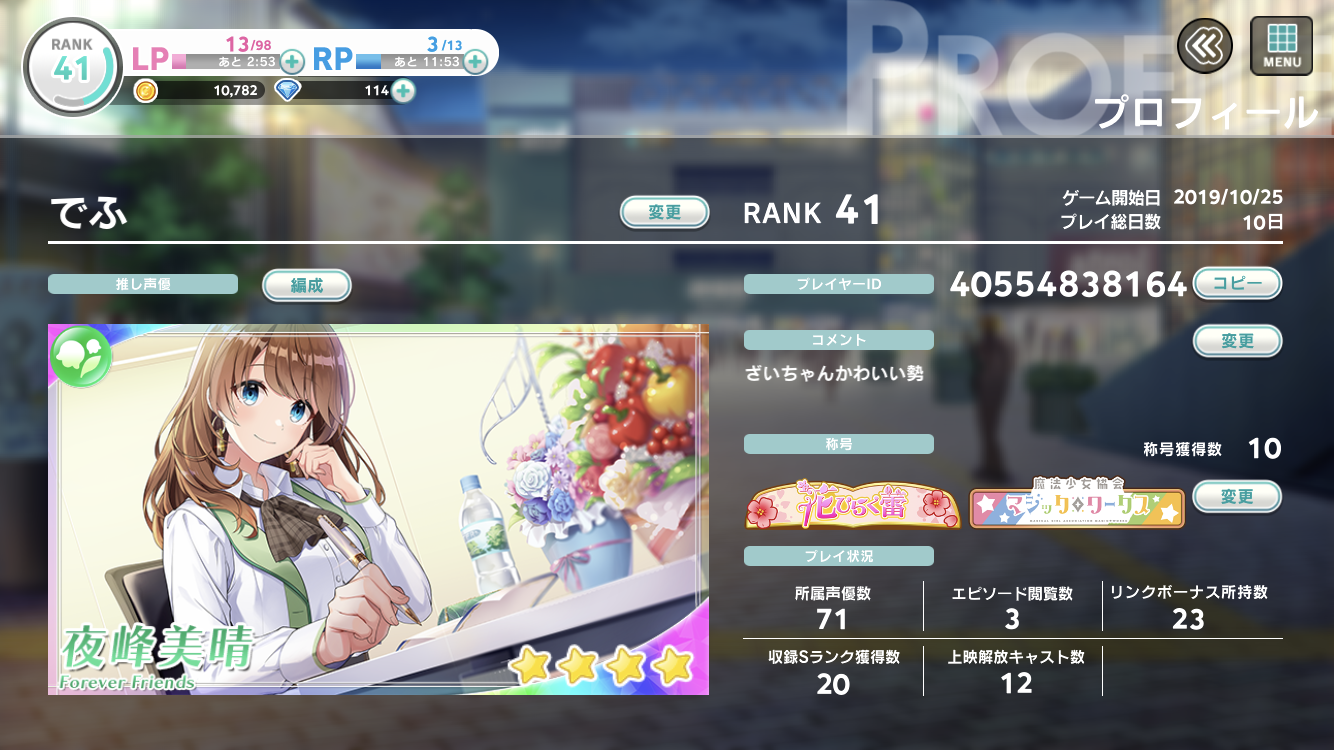 RANK
41
LP 13/98
あと 2:53
RP 3/13
あと 11:53
10,782
114
MENU
PROF
プロフィール
でふ
変更
RANK 41
ゲーム開始日 2019/10/25
プレイ総日数 10日
推し声優
編成
プレイヤーID
40554838164
コピー
コメント
変更
ざいちゃんかわいい勢
称号
称号獲得数 10
花ひらく蕾
魔法少女協会
マジックワークス
変更
プレイ状況
所属声優数
71
エピソード閲覧数
3
リンクボーナス所持数
23
収録Sランク獲得数
20
上映解放キャスト数
12
夜峰美晴
Forever Friends